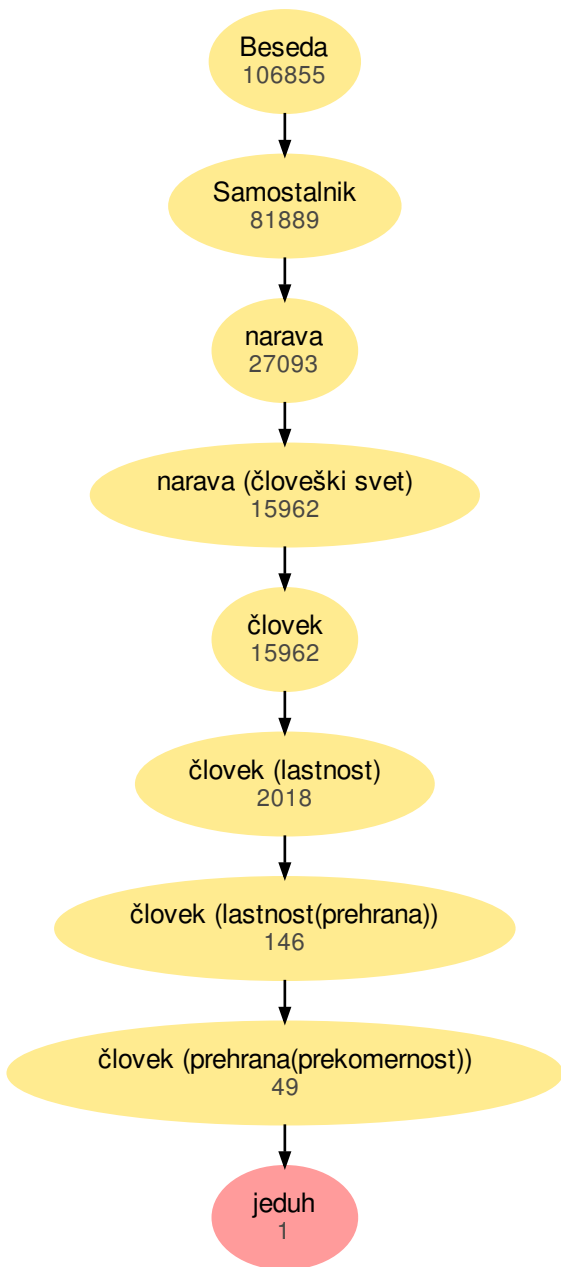 Beseda
106855
Samostalnik
81889
narava
27093
narava (človeški svet)
15962
človek
15962
človek (lastnost)
2018
človek (lastnost(prehrana))
146
človek (prehrana(prekomernost))
49
jeduh
1